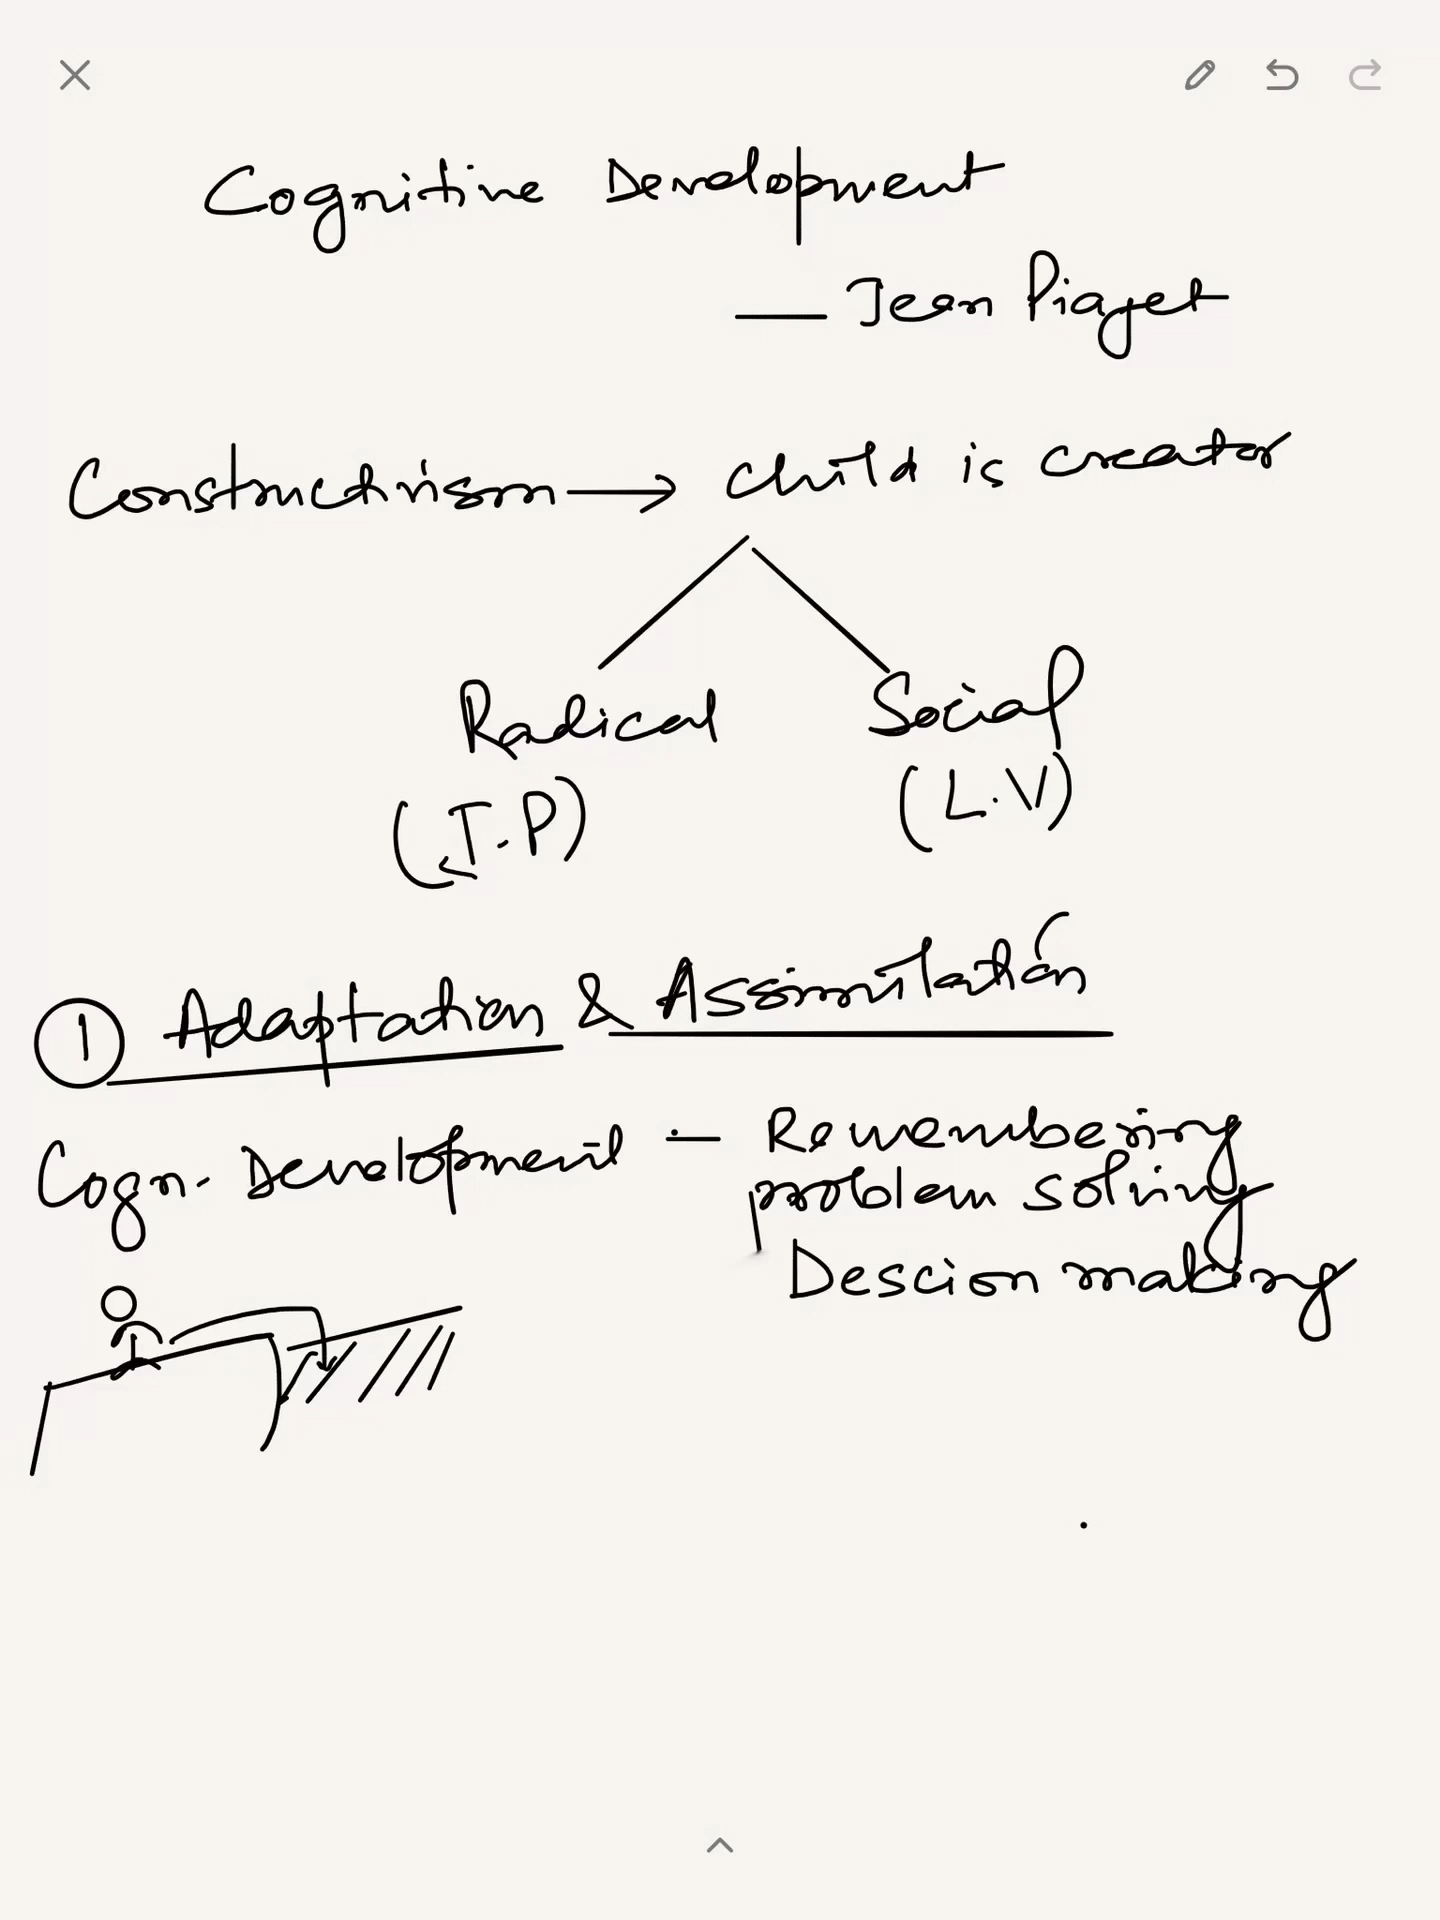 Cognitive Development
— Jean Piaget
Constructivism → Child is creator
Radical Social
(J.P) (L.V)
① Adaptation & Assimilation
Cogn. Development — Remembering
problem solving
Descion making